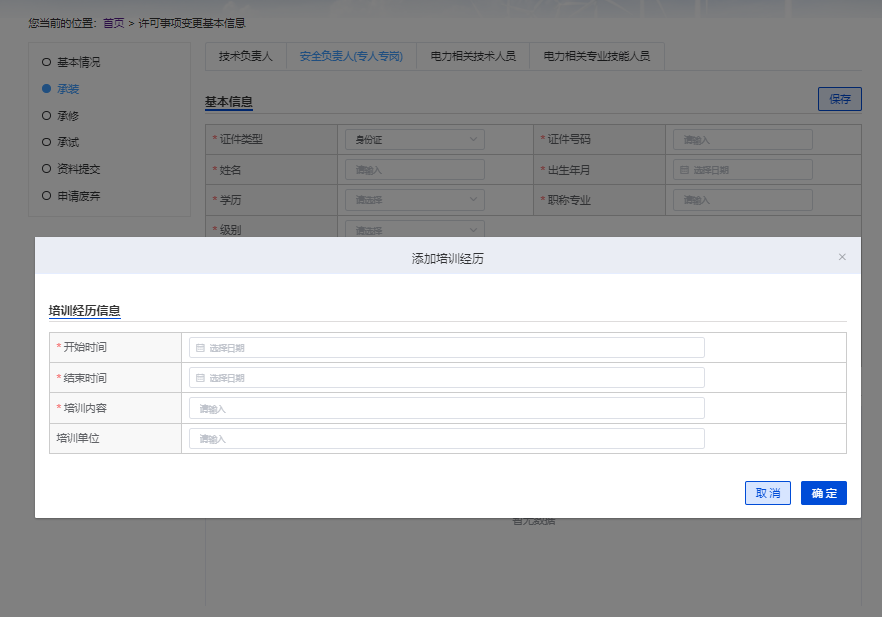 您当前的位置：首页 > 许可事项变更基本信息
基本情况
承装
承修
承试
资料提交
申请废弃
技术负责人 安全负责人(专人专岗) 电力相关技术人员 电力相关专业技能人员
基本信息 保存
*证件类型 身份证 *证件号码 请输入
*姓名 请输入 *出生年月 选择日期
*学历 请选择 *职称专业 请输入
*级别 请选择
添加培训经历 ×
培训经历信息
*开始时间 选择日期
*结束时间 选择日期
*培训内容 请输入
培训单位 请输入
取消 确定
暂无数据